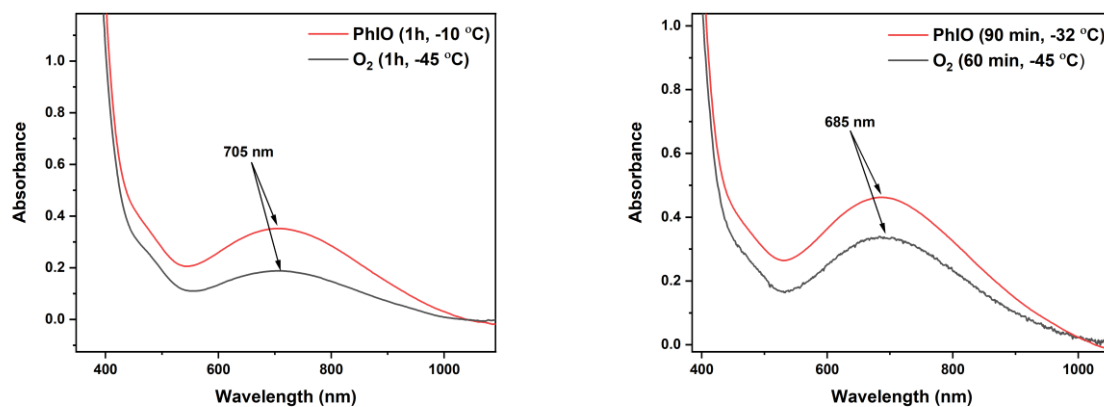 PhIO (1h, -10 °C)
O₂ (1h, -45 °C)
705 nm
Absorbance
1.0
0.8
0.6
0.4
0.2
0.0
400
600
800
1000
Wavelength (nm)
PhIO (90 min, -32 °C)
O₂ (60 min, -45 °C)
685 nm
Absorbance
1.0
0.8
0.6
0.4
0.2
0.0
400
600
800
1000
Wavelength (nm)